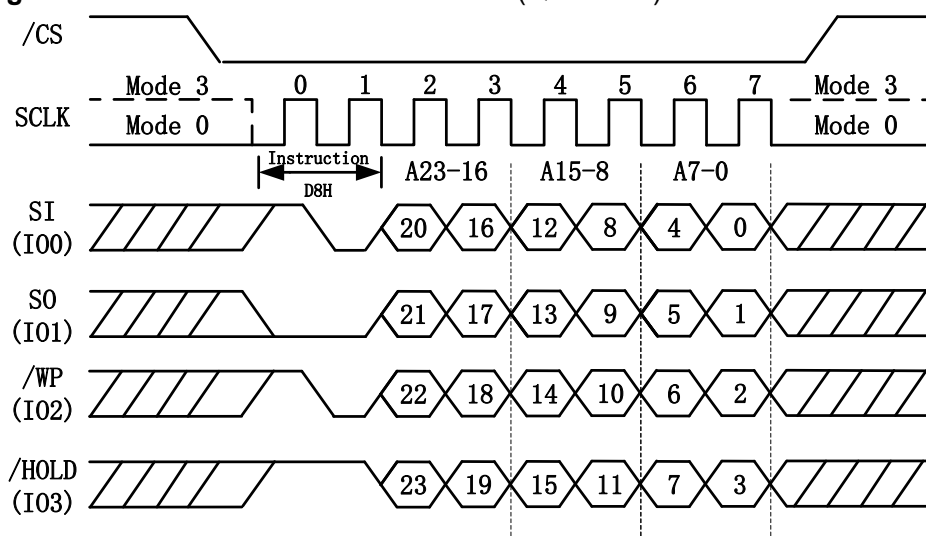 /CS
Mode 3 0 1 2 3 4 5 6 7 Mode 3
SCLK
Mode 0 Mode 0
Instruction
D8H
A23-16 A15-8 A7-0
SI
(IO0)
20 16 12 8 4 0
SO
(IO1)
21 17 13 9 5 1
/WP
(IO2)
22 18 14 10 6 2
/HOLD
(IO3)
23 19 15 11 7 3